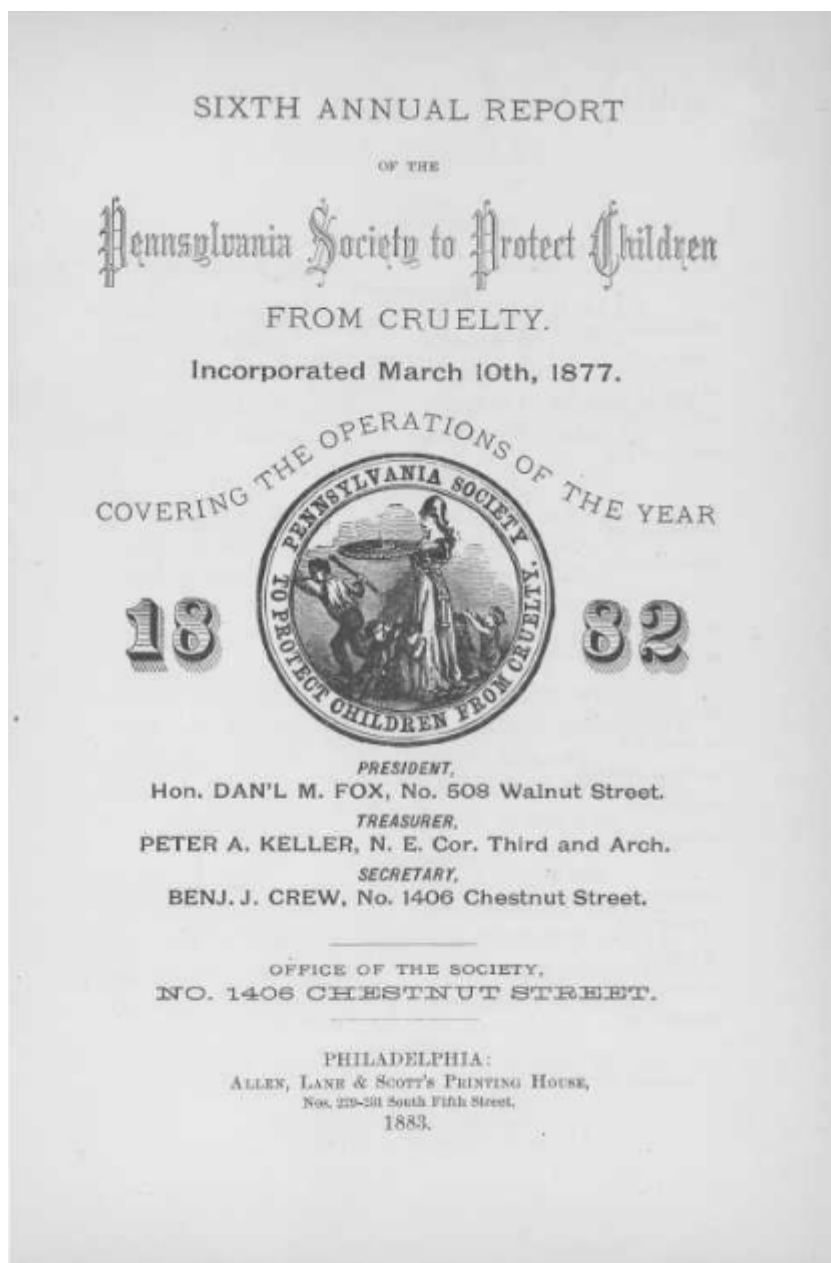 SIXTH ANNUAL REPORT
OF THE
Pennsylvania Society to Protect Children
FROM CRUELTY.
Incorporated March 10th, 1877.
COVERING THE OPERATIONS OF THE YEAR
PENNSYLVANIA SOCIETY
TO PROTECT CHILDREN FROM CRUELTY.
1882
PRESIDENT,
Hon. DAN'L M. FOX, No. 508 Walnut Street.
TREASURER,
PETER A. KELLER, N. E. Cor. Third and Arch.
SECRETARY,
BENJ. J. CREW, No. 1406 Chestnut Street.
OFFICE OF THE SOCIETY,
NO. 1406 CHESTNUT STREET.
PHILADELPHIA:
ALLEN, LANE & SCOTT'S PRINTING HOUSE,
Nos. South Fifth Street.
1883.